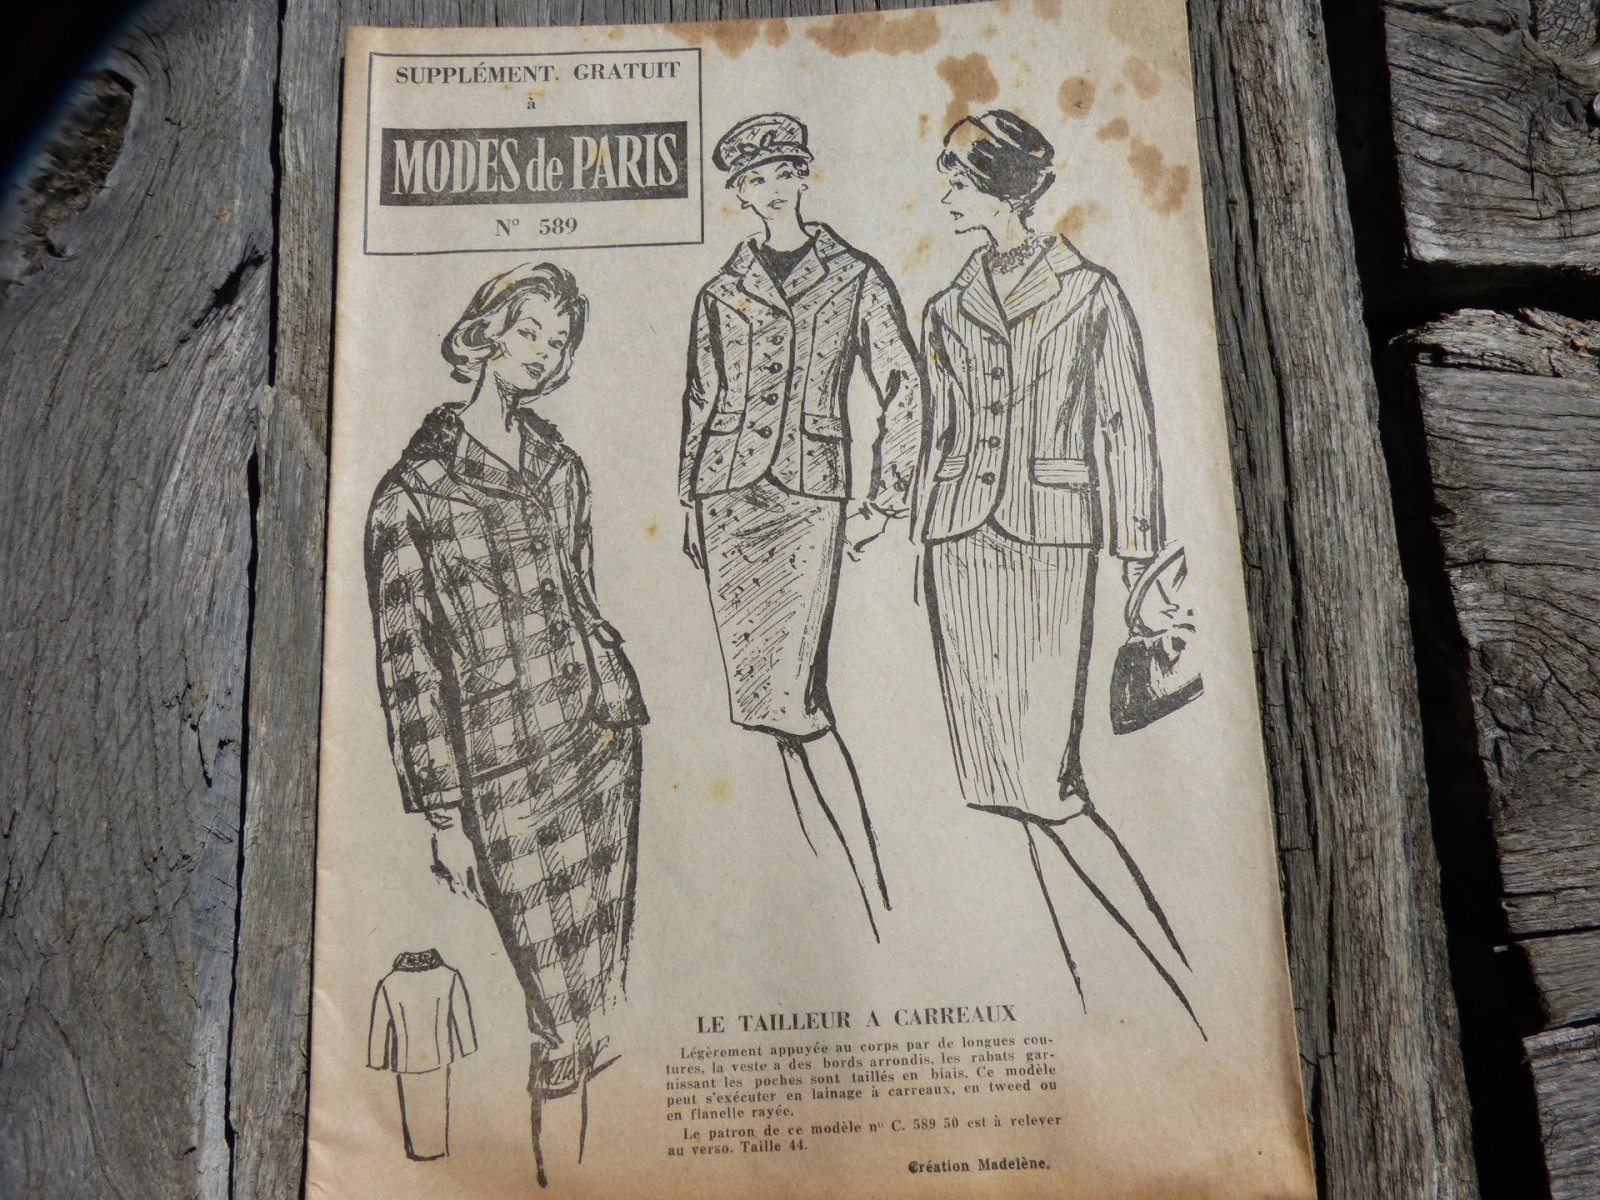 SUPPLÉMENT GRATUIT
à
MODES de PARIS
Nº 589
LE TAILLEUR A CARREAUX
Légèrement appuyée au corps par de longues cou-
tures, la veste a des bords arrondis, les rabats gar-
nissant les poches sont taillés en biais. Ce modèle
peut s'exécuter en lainage à carreaux, en tweed ou
en flanelle rayée.
Le patron de ce modèle nº C. 589 50 est à relever
au verso. Taille 44.
Création Madelène.